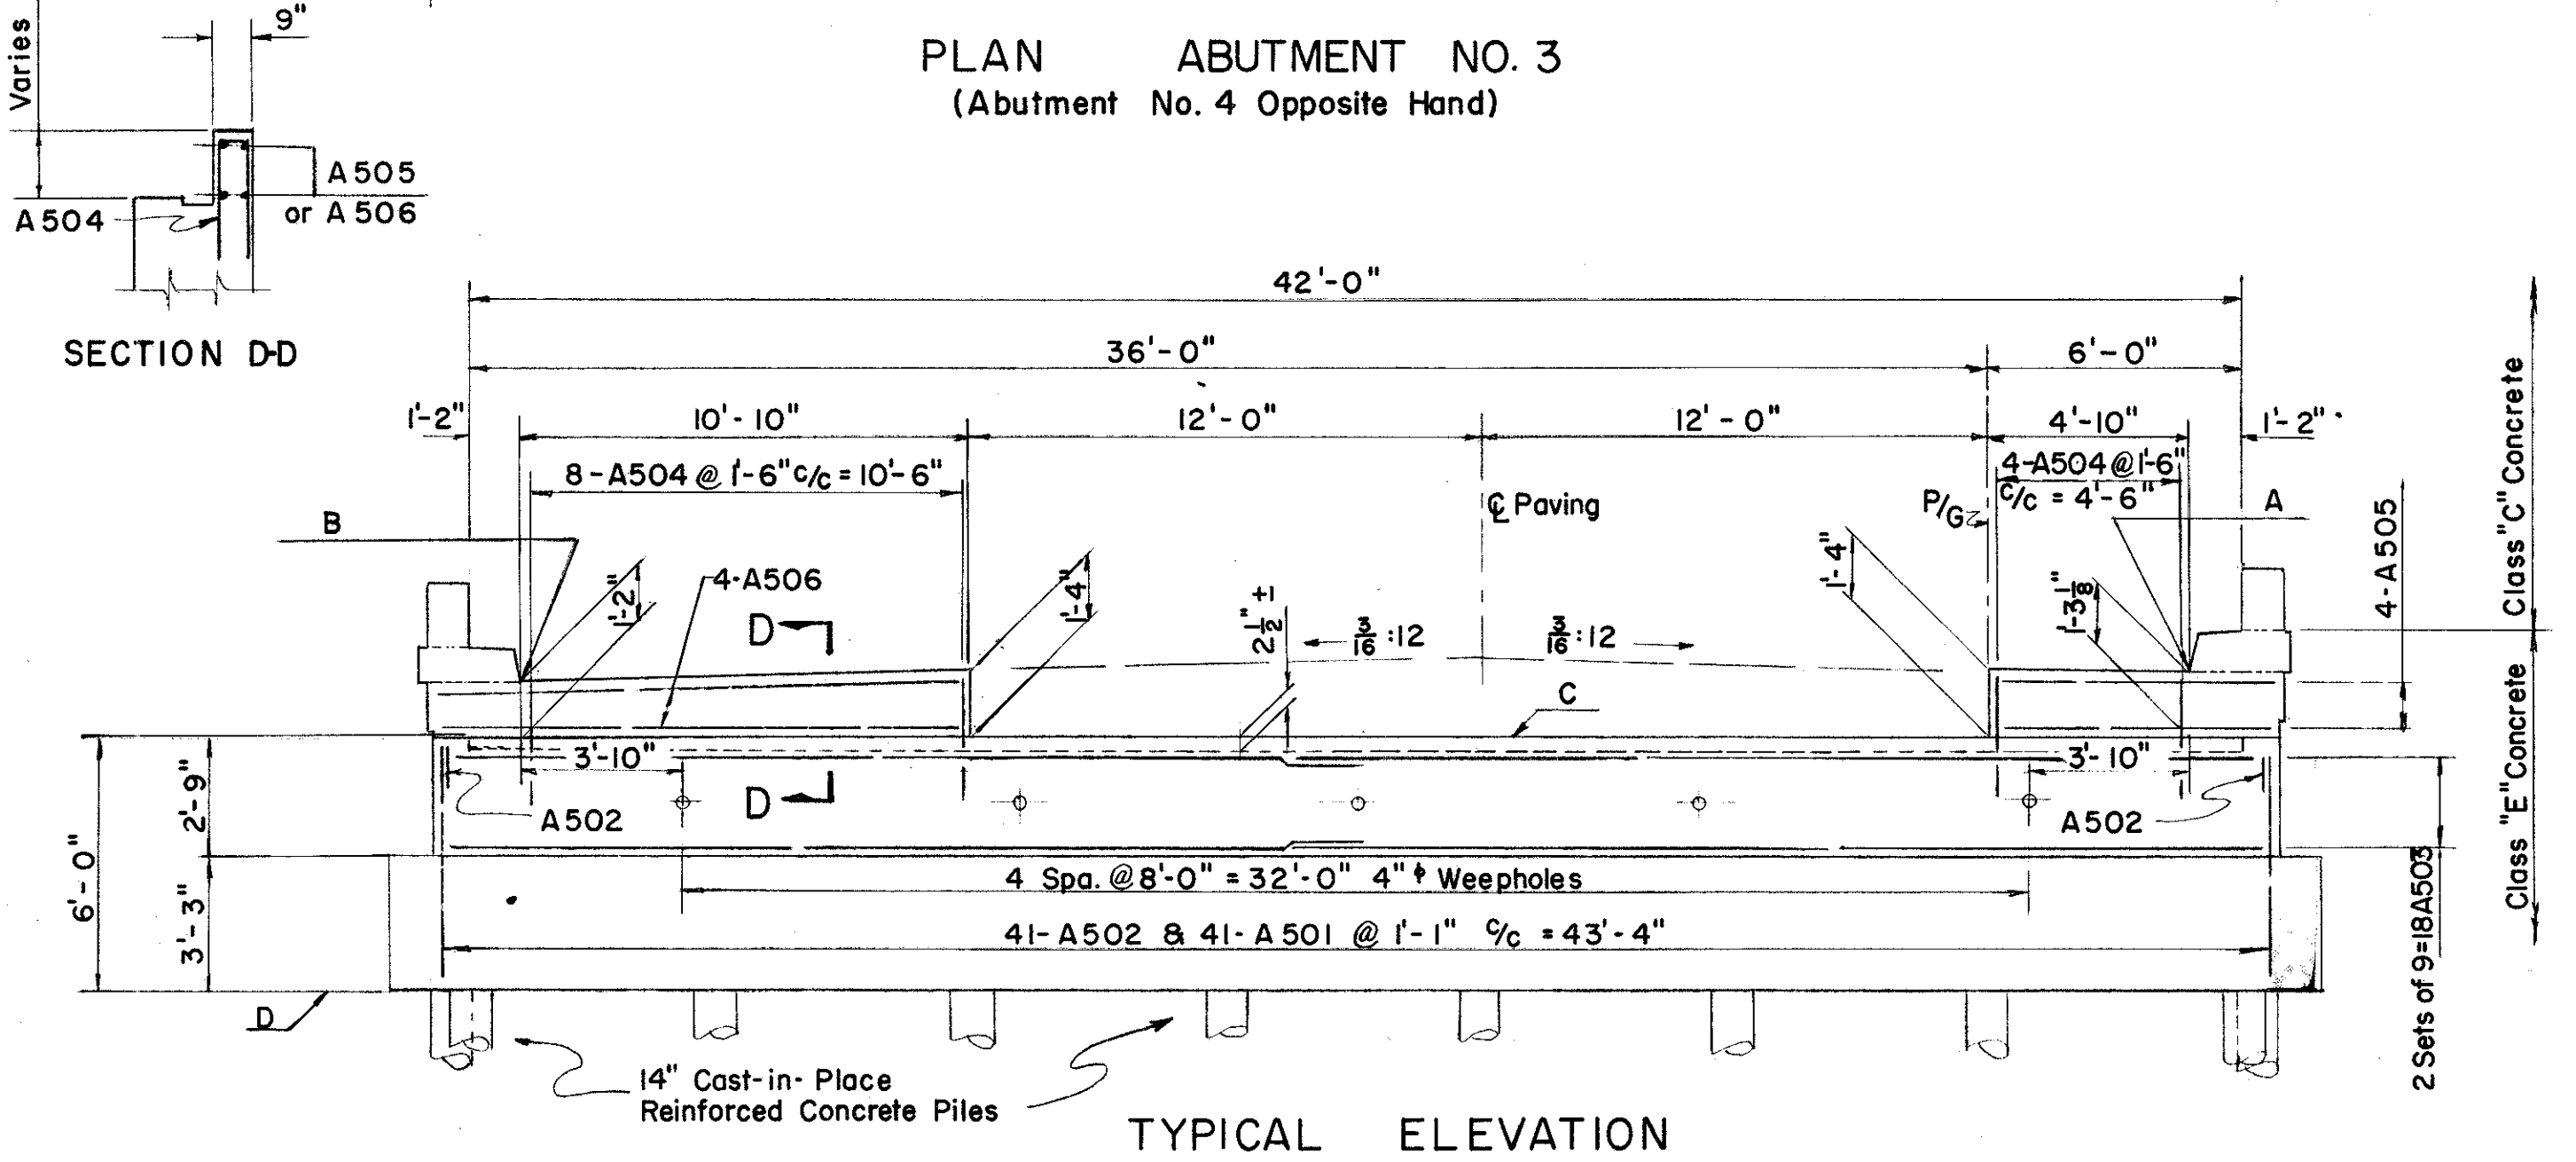 9"
Varies
PLAN ABUTMENT NO. 3
(Abutment No. 4 Opposite Hand)
A505
or A506
A504
SECTION D-D
42'-0"
36'-0"
6'-0"
1'-2"
10'-10"
12'-0"
12'-0"
4'-10"
1'-2"
8-A504 @ 1'-6" c/c = 10'-6"
4-A504 @ 1'-6"
c/c = 4'-6"
B
℄ Paving
P/G
A
1'-2"
4-A506
1'-4"
2 1/2" ±
3/16 :12
3/16 :12
1'-4"
1'-3 1/8"
4-A505
Class "C" Concrete
Class "E" Concrete
D
C
3'-10"
3'-10"
D
A502
A502
2'-9"
6'-0"
3'-3"
4 Spa. @ 8'-0" = 32'-0" 4" ϕ Weepholes
41-A502 & 41-A501 @ 1'-1" c/c = 43'-4"
2 Sets of 9=18A503
D
14" Cast-in-Place
Reinforced Concrete Piles
TYPICAL ELEVATION